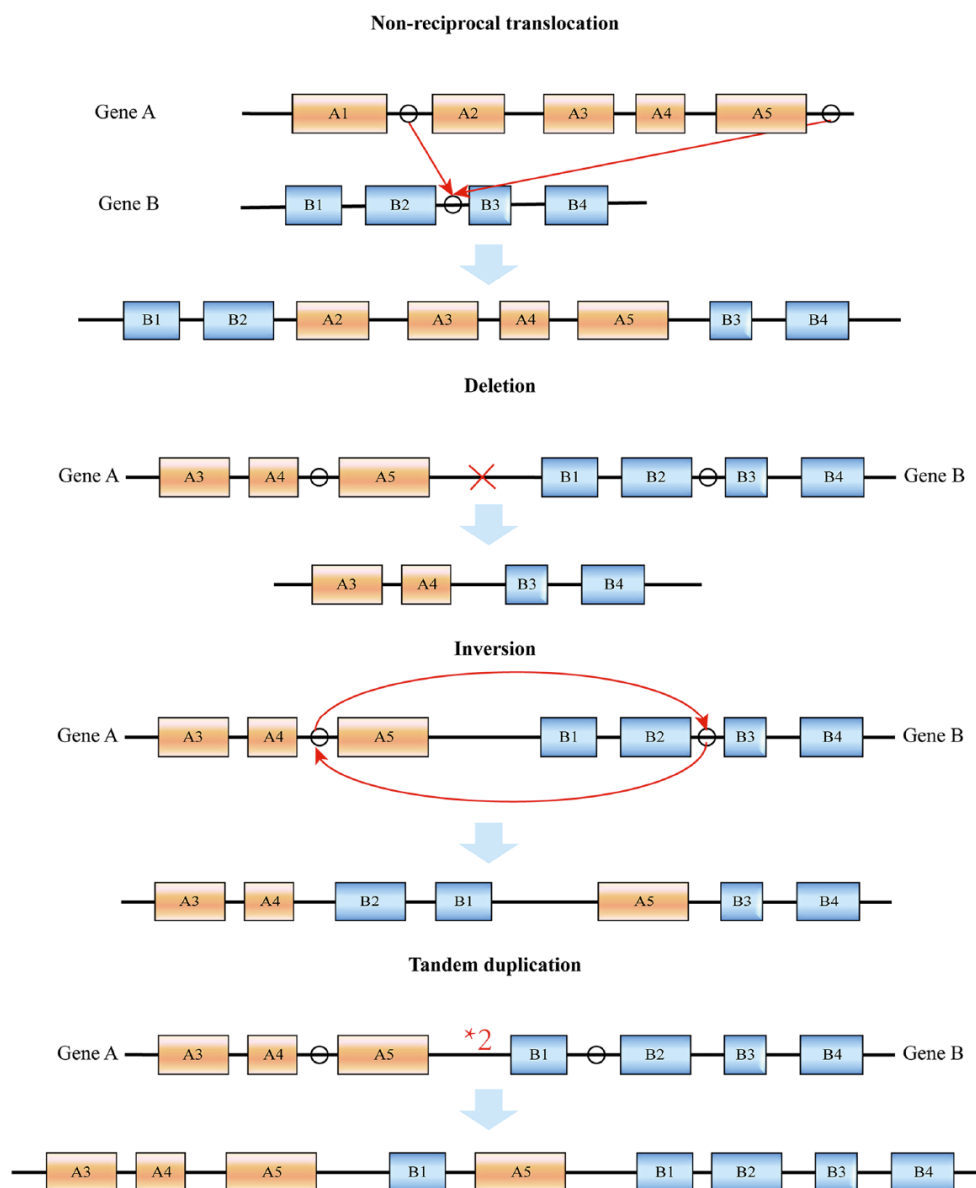 Non-reciprocal translocation
Gene A A1 A2 A3 A4 A5
Gene B B1 B2 B3 B4
B1 B2 A2 A3 A4 A5 B3 B4
Deletion
Gene A A3 A4 A5 B1 B2 B3 B4 Gene B
A3 A4 B3 B4
Inversion
Gene A A3 A4 A5 B1 B2 B3 B4 Gene B
A3 A4 B2 B1 A5 B3 B4
Tandem duplication
*2
Gene A A3 A4 A5 B1 B2 B3 B4 Gene B
A3 A4 A5 B1 A5 B1 B2 B3 B4